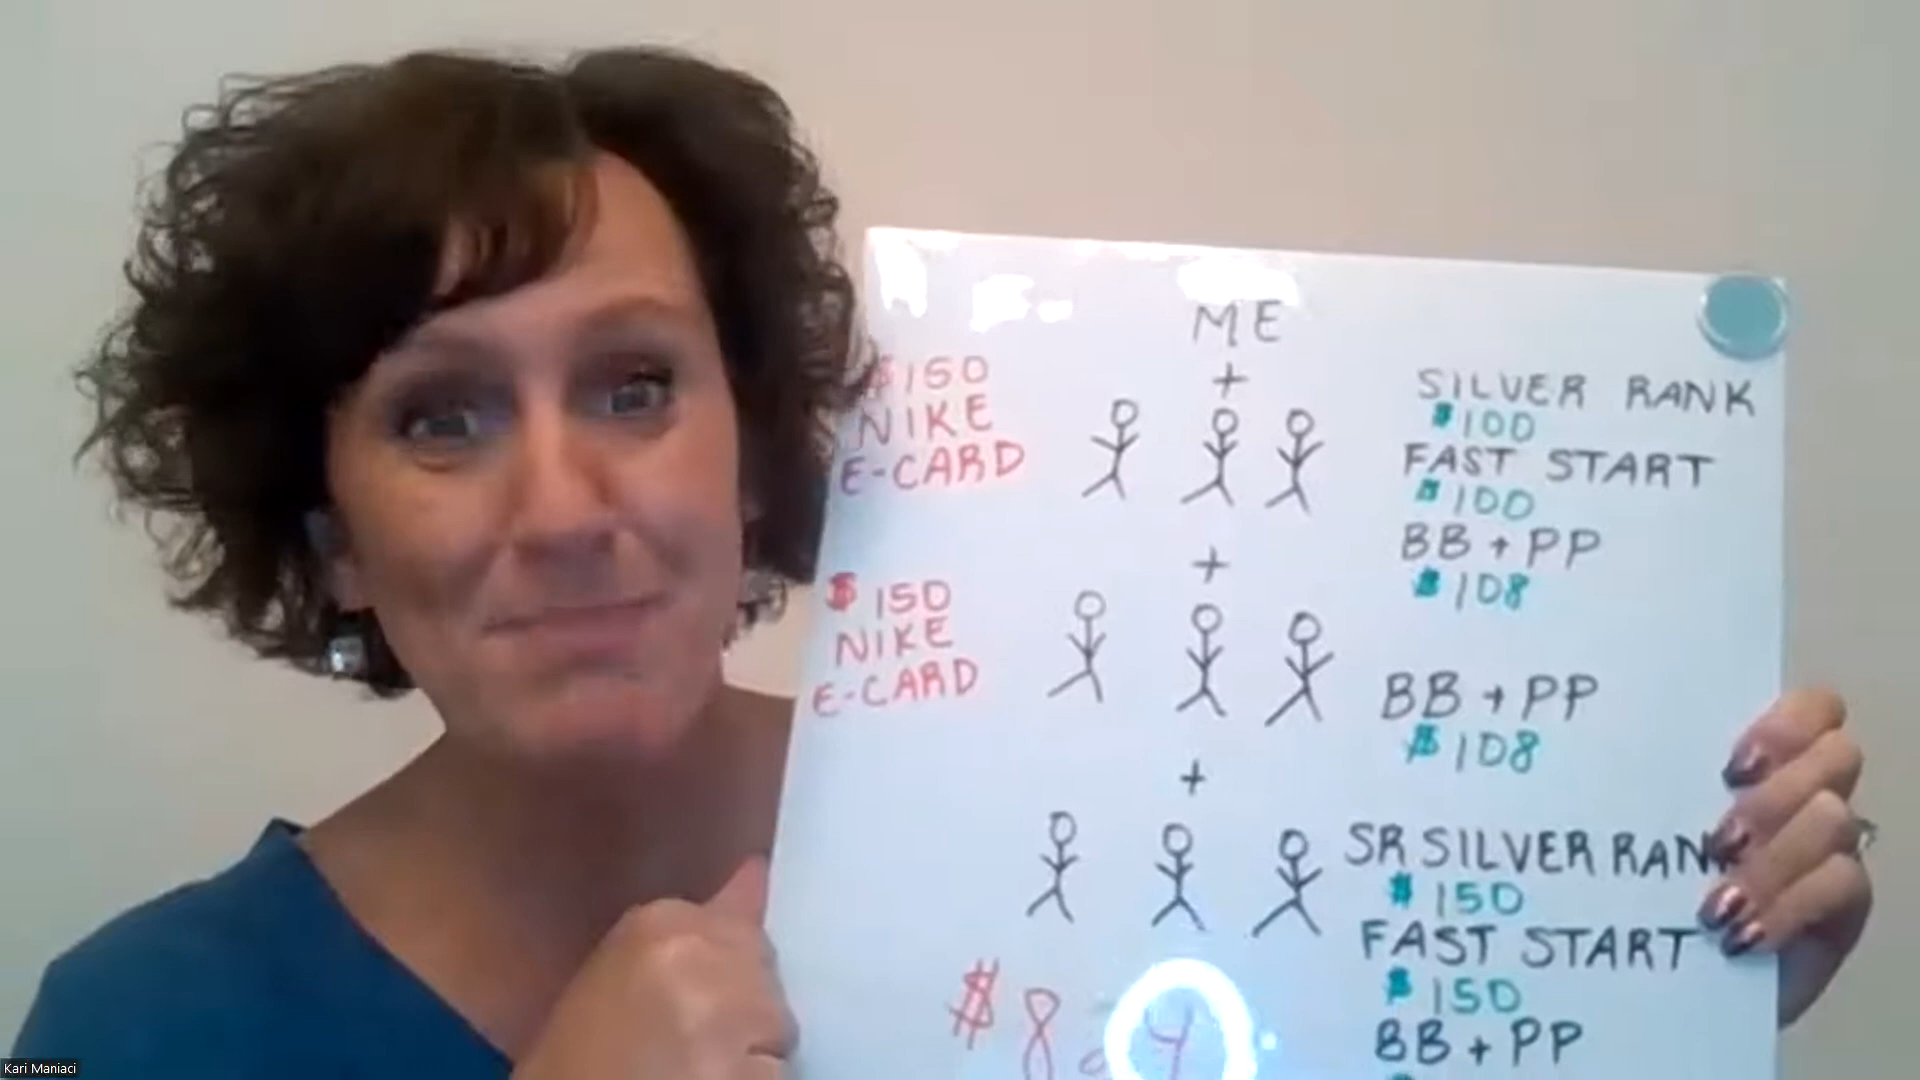 ME
+
$150
NIKE
E-CARD
SILVER RANK
$100
FAST START
$100
BB + PP
$108
+
$150
NIKE
E-CARD
BB + PP
$108
+
SR SILVER RANK
$150
FAST START
$150
BB + PP
Kari Maniaci